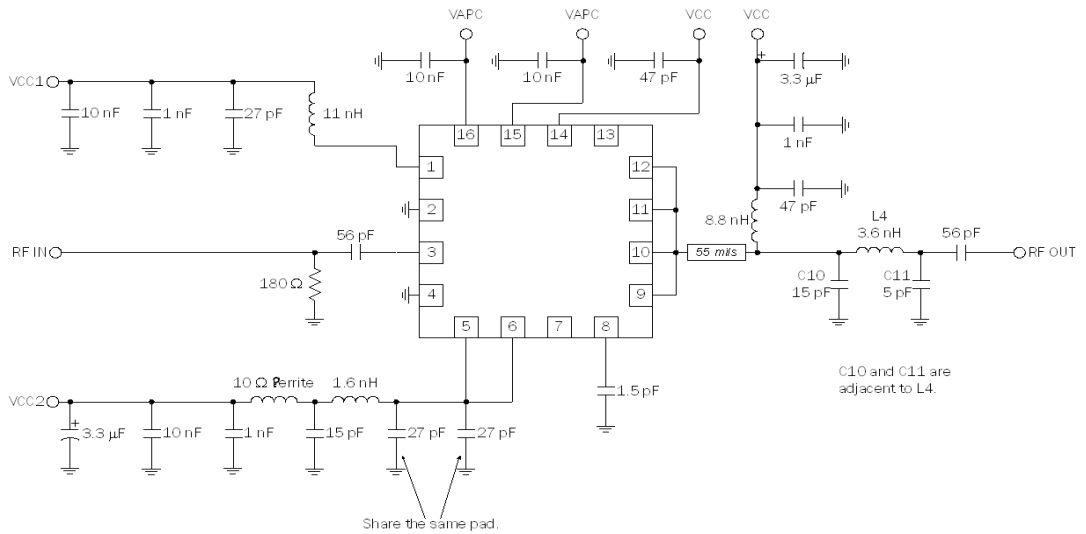 VAPC
VAPC
VCC
VCC
10 nF
10 nF
47 pF
3.3 µF
VCC1
10 nF
1 nF
27 pF
11 nH
16
15
14
13
1 nF
1
12
2
11
47 pF
8.8 nH
L4
3.6 nH
56 pF
RF IN
56 pF
3
10
55 mils
RF OUT
180 Ω
C10
15 pF
C11
5 pF
4
9
5
6
7
8
C10 and C11 are
adjacent to L4.
1.5 pF
10 Ω Ferrite
1.6 nH
VCC2
3.3 µF
10 nF
1 nF
15 pF
27 pF
27 pF
Share the same pad.